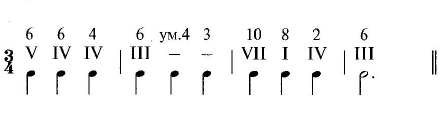 6 6 4 6 ум.4 3 10 8 2 6
3 V IV IV III – – VII I IV III
4